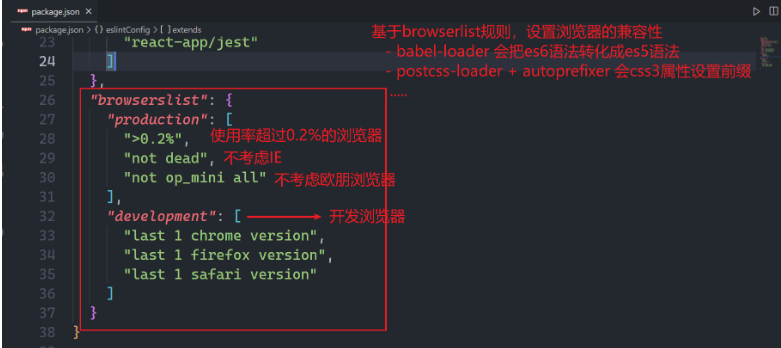 package.json ×
package.json > {} eslintConfig > [ ] extends
基于browserlist规则，设置浏览器的兼容性
- babel-loader 会把es6语法转化成es5语法
- postcss-loader + autoprefixer 会css3属性设置前缀
.....
23 "react-app/jest"
24 ]
25 },
26 "browserslist": {
27 "production": [
28 ">0.2%", 使用率超过0.2%的浏览器
29 "not dead", 不考虑IE
30 "not op_mini all" 不考虑欧朋浏览器
31 ],
32 "development": [ 开发浏览器
33 "last 1 chrome version",
34 "last 1 firefox version",
35 "last 1 safari version"
36 ]
37 }
38 }